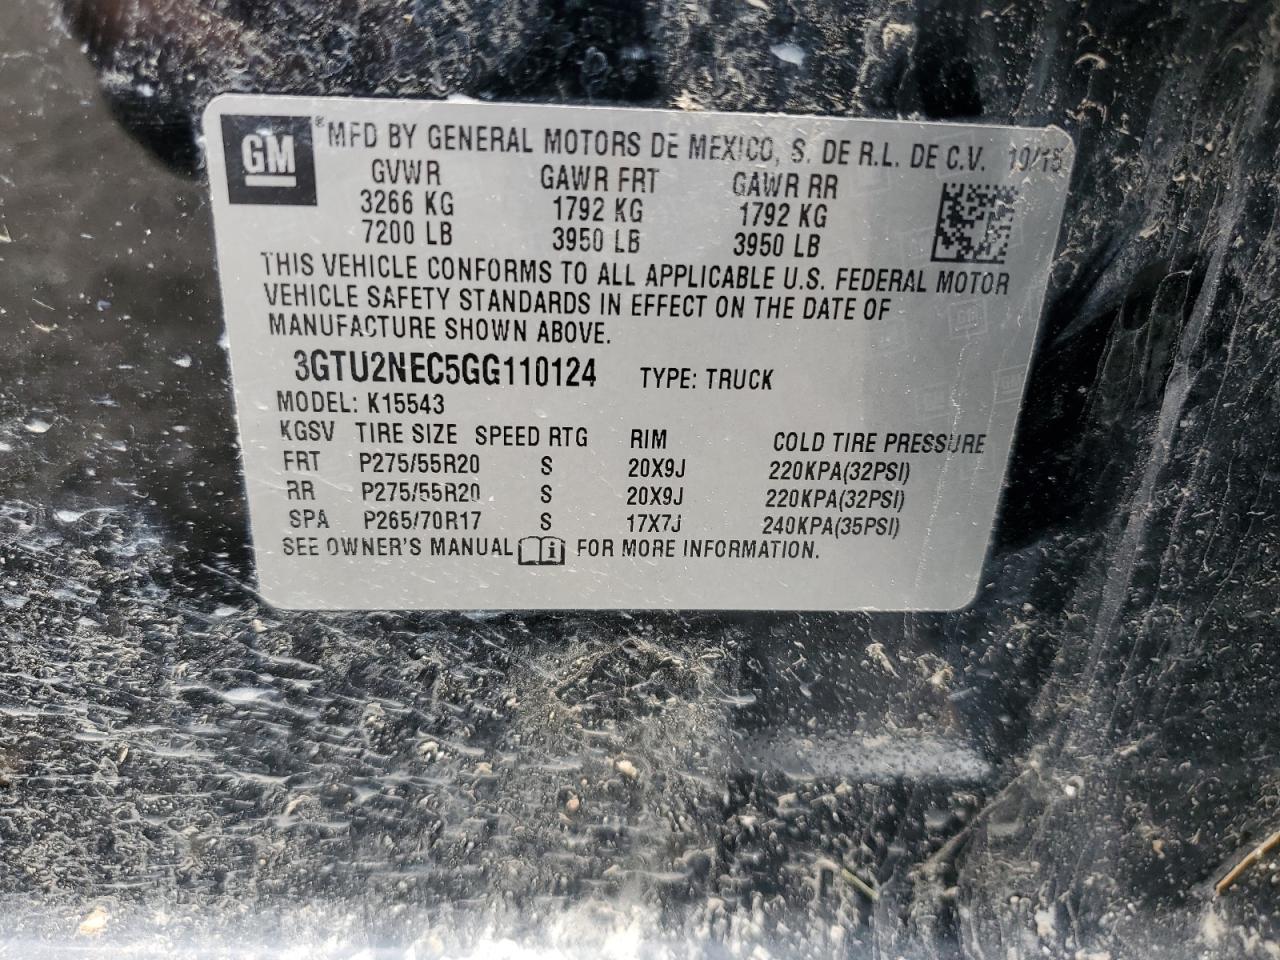 GM ® MFD BY GENERAL MOTORS DE MEXICO, S. DE R.L. DE C.V. 10/15
GVWR GAWR FRT GAWR RR
3266 KG 1792 KG 1792 KG
7200 LB 3950 LB 3950 LB
THIS VEHICLE CONFORMS TO ALL APPLICABLE U.S. FEDERAL MOTOR
VEHICLE SAFETY STANDARDS IN EFFECT ON THE DATE OF
MANUFACTURE SHOWN ABOVE.
3GTU2NEC5GG110124 TYPE: TRUCK
MODEL: K15543
KGSV TIRE SIZE SPEED RTG RIM COLD TIRE PRESSURE
FRT P275/55R20 S 20X9J 220KPA(32PSI)
RR P275/55R20 S 20X9J 220KPA(32PSI)
SPA P265/70R17 S 17X7J 240KPA(35PSI)
SEE OWNER'S MANUAL i FOR MORE INFORMATION.